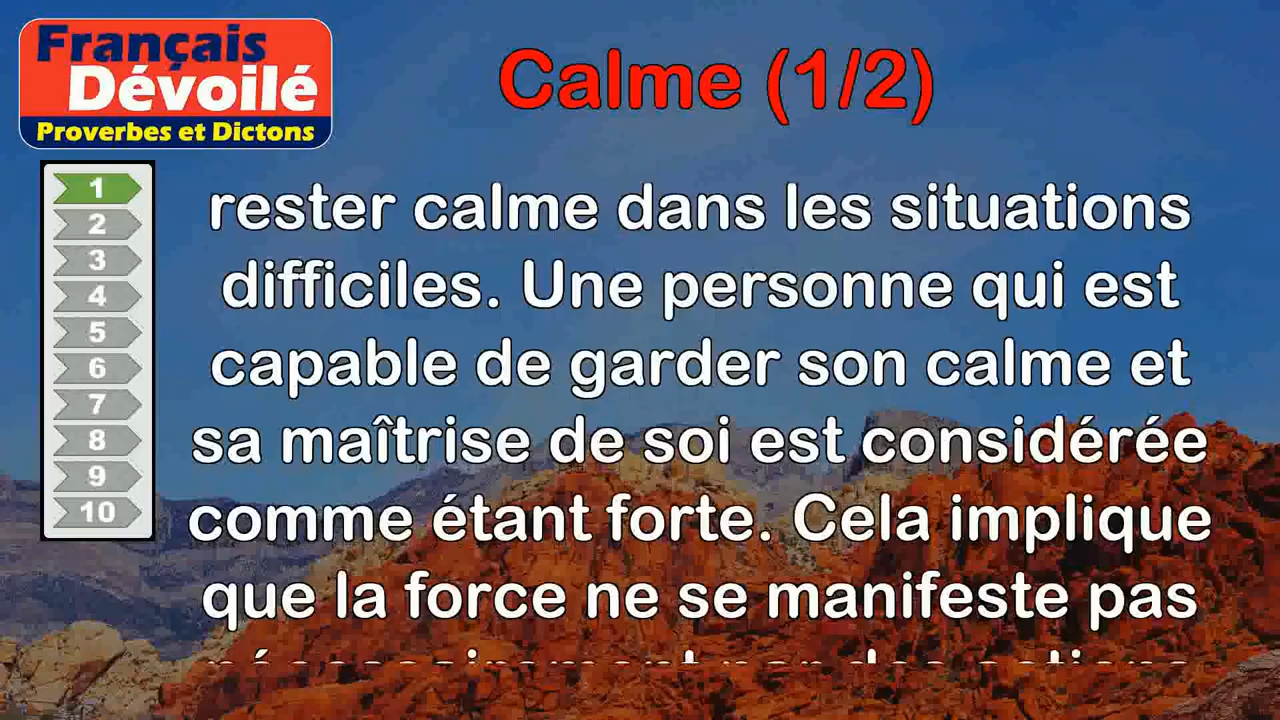 Français
Dévoilé
Proverbes et Dictons
Calme (1/2)
1
2
3
4
5
6
7
8
9
10
rester calme dans les situations
difficiles. Une personne qui est
capable de garder son calme et
sa maîtrise de soi est considérée
comme étant forte. Cela implique
que la force ne se manifeste pas